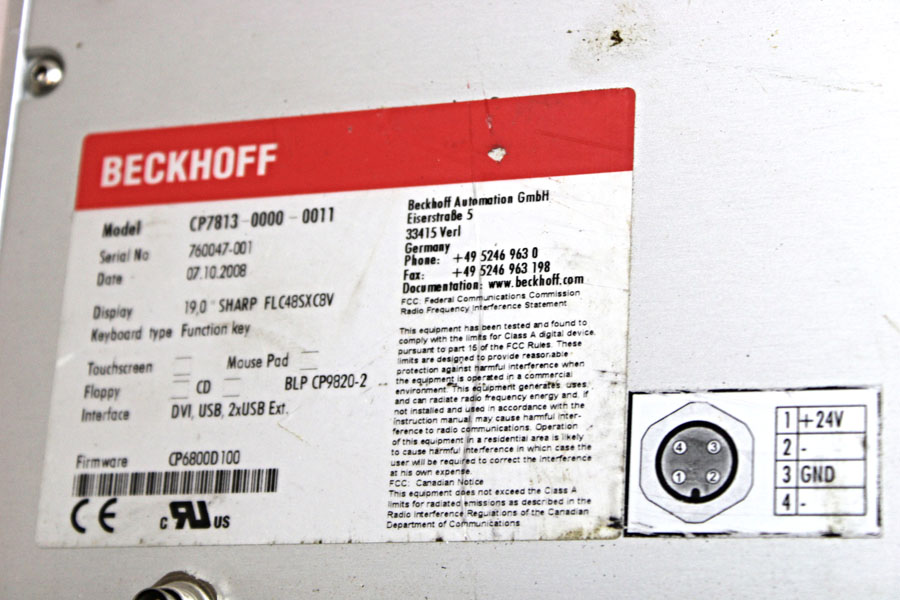 BECKHOFF
Model CP7813-0000-0011
Serial No 760047-001
Date 07.10.2008
Display 19,0" SHARP FLC48SXC8V
Keyboard type Function key
Touchscreen Mouse Pad
Floppy CD BLP CP9820-2
Interface DVI, USB, 2xUSB Ext.
Firmware CP6800D100
CE
c RU US
Beckhoff Automation GmbH
Eiserstraße 5
33415 Verl
Germany
Phone: +49 5246 963 0
Fax: +49 5246 963 198
Documentation: www.beckhoff.com
FCC: Federal Communications Commission
Radio Frequency Interference Statement
This equipment has been tested and found to
comply with the limits for Class A digital device,
pursuant to part 15 of the FCC Rules. These
limits are designed to provide reasonable
protection against harmful interference when
the equipment is operated in a commercial
environment. This equipment generates, uses
and can radiate radio frequency energy and, if
not installed and used in accordance with the
instruction manual, may cause harmful inter-
ference to radio communications. Operation
of this equipment in a residential area is likely
to cause harmful interference in which case the
user will be required to correct the interference
at his own expense.
FCC: Canadian Notice
This equipment does not exceed the Class A
limits for radiated emissions as described in the
Radio Interference Regulations of the Canadian
Department of Communications
4 3
1 2
1 +24V
2 -
3 GND
4 -